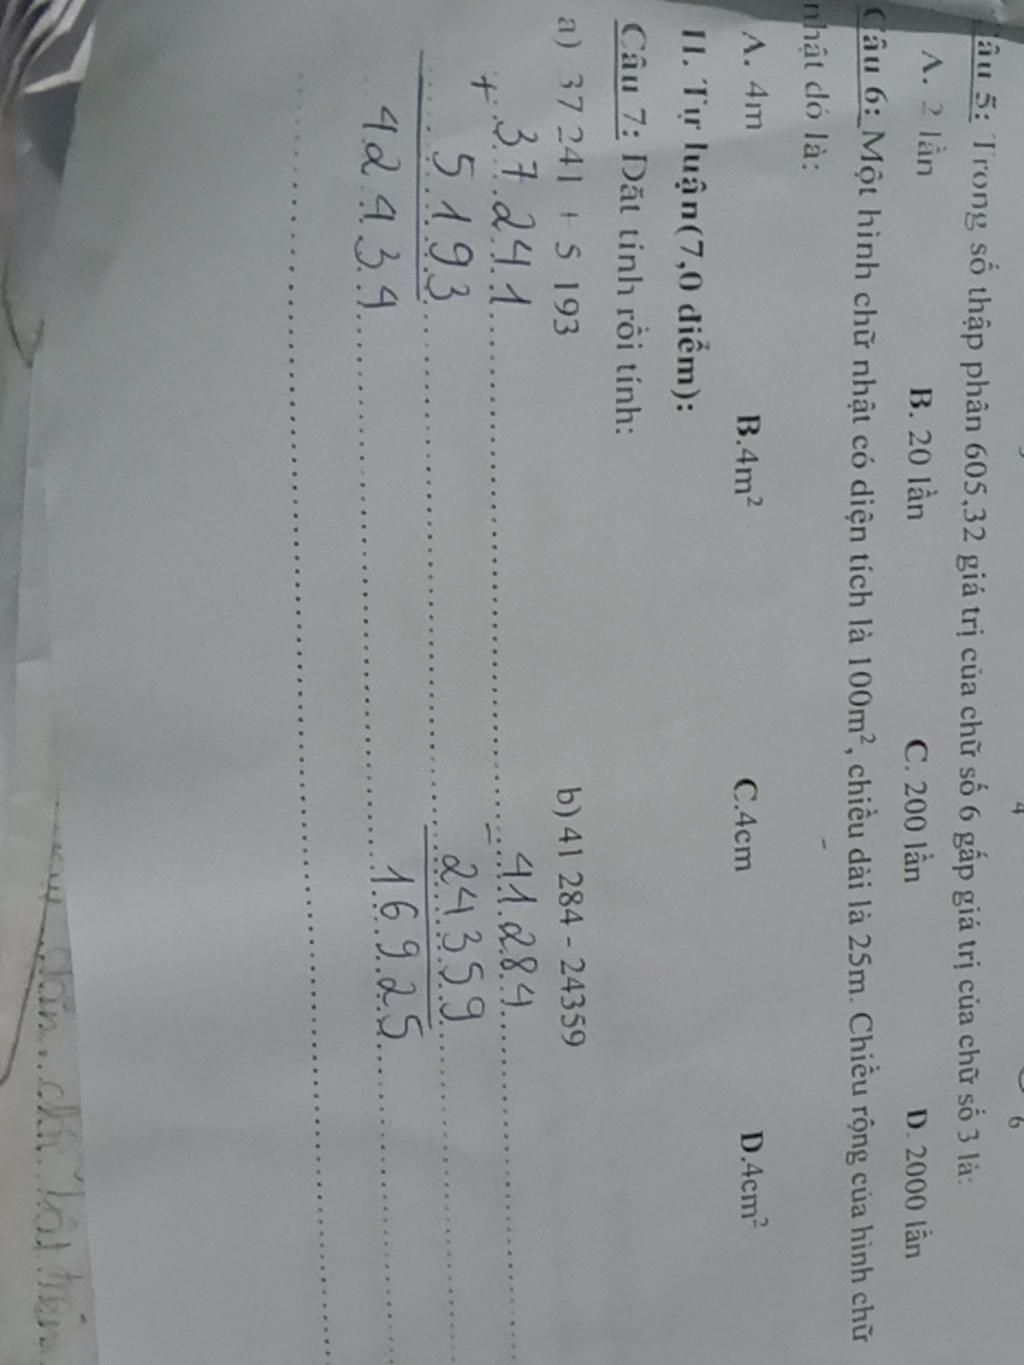 4
6
Câu 5: Trong số thập phân 605,32 giá trị của chữ số 6 gấp giá trị của chữ số 3 là:
A. 2 lần B. 20 lần C. 200 lần D. 2000 lần
Câu 6: Một hình chữ nhật có diện tích là 100m², chiều dài là 25m. Chiều rộng của hình chữ
nhật đó là:
A. 4m B.4m² C.4cm D.4cm²
II. Tự luận(7,0 điểm):
Câu 7: Đặt tính rồi tính:
a) 37 241 + 5 193 b) 41 284 - 24359
+ 37241 - 41284
5193 24359
42434 16925